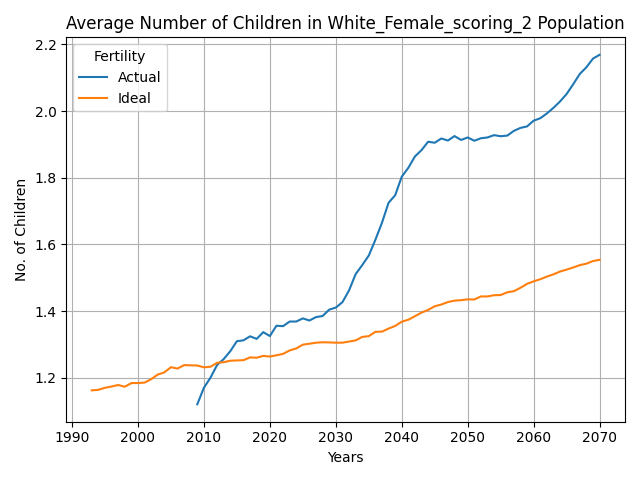 Average Number of Children in White_Female_scoring_2 Population
Fertility
Actual
Ideal
No. of Children
2.2
2.0
1.8
1.6
1.4
1.2
1990 2000 2010 2020 2030 2040 2050 2060 2070
Years